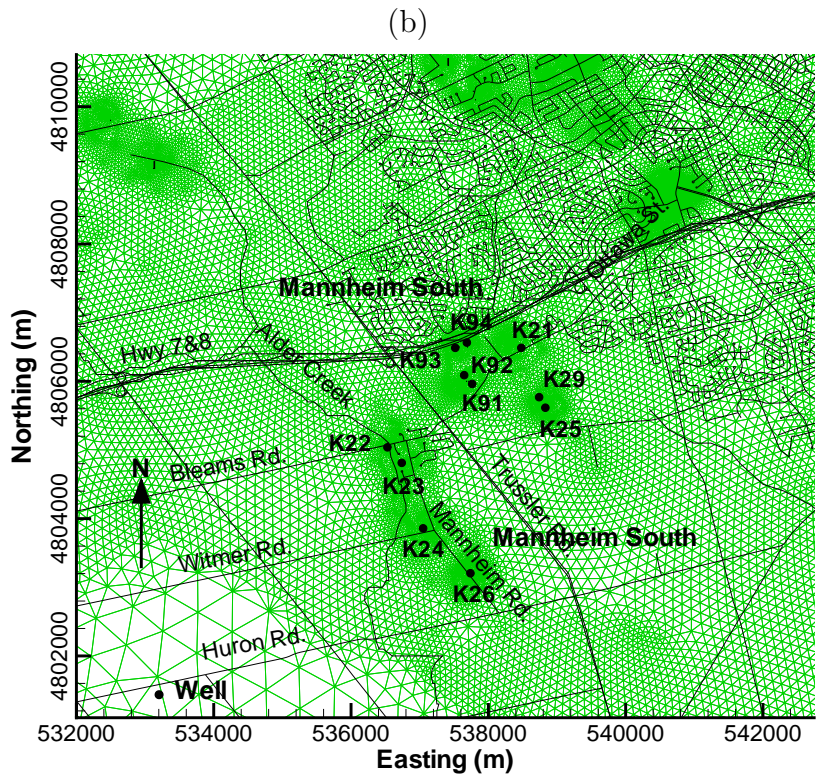 (b)
4810000
4808000
4806000
4804000
4802000
Northing (m)
Ottawa St.
Mannheim South
K94
K21
Hwy 7&8
Alder Creek
K93
K92
K29
K91
K25
K22
Bleams Rd.
N
K23
Trussler Rd.
Mannheim Rd.
Mannheim South
K24
Witmer Rd.
K26
Huron Rd.
Well
532000
534000
536000
538000
540000
542000
Easting (m)